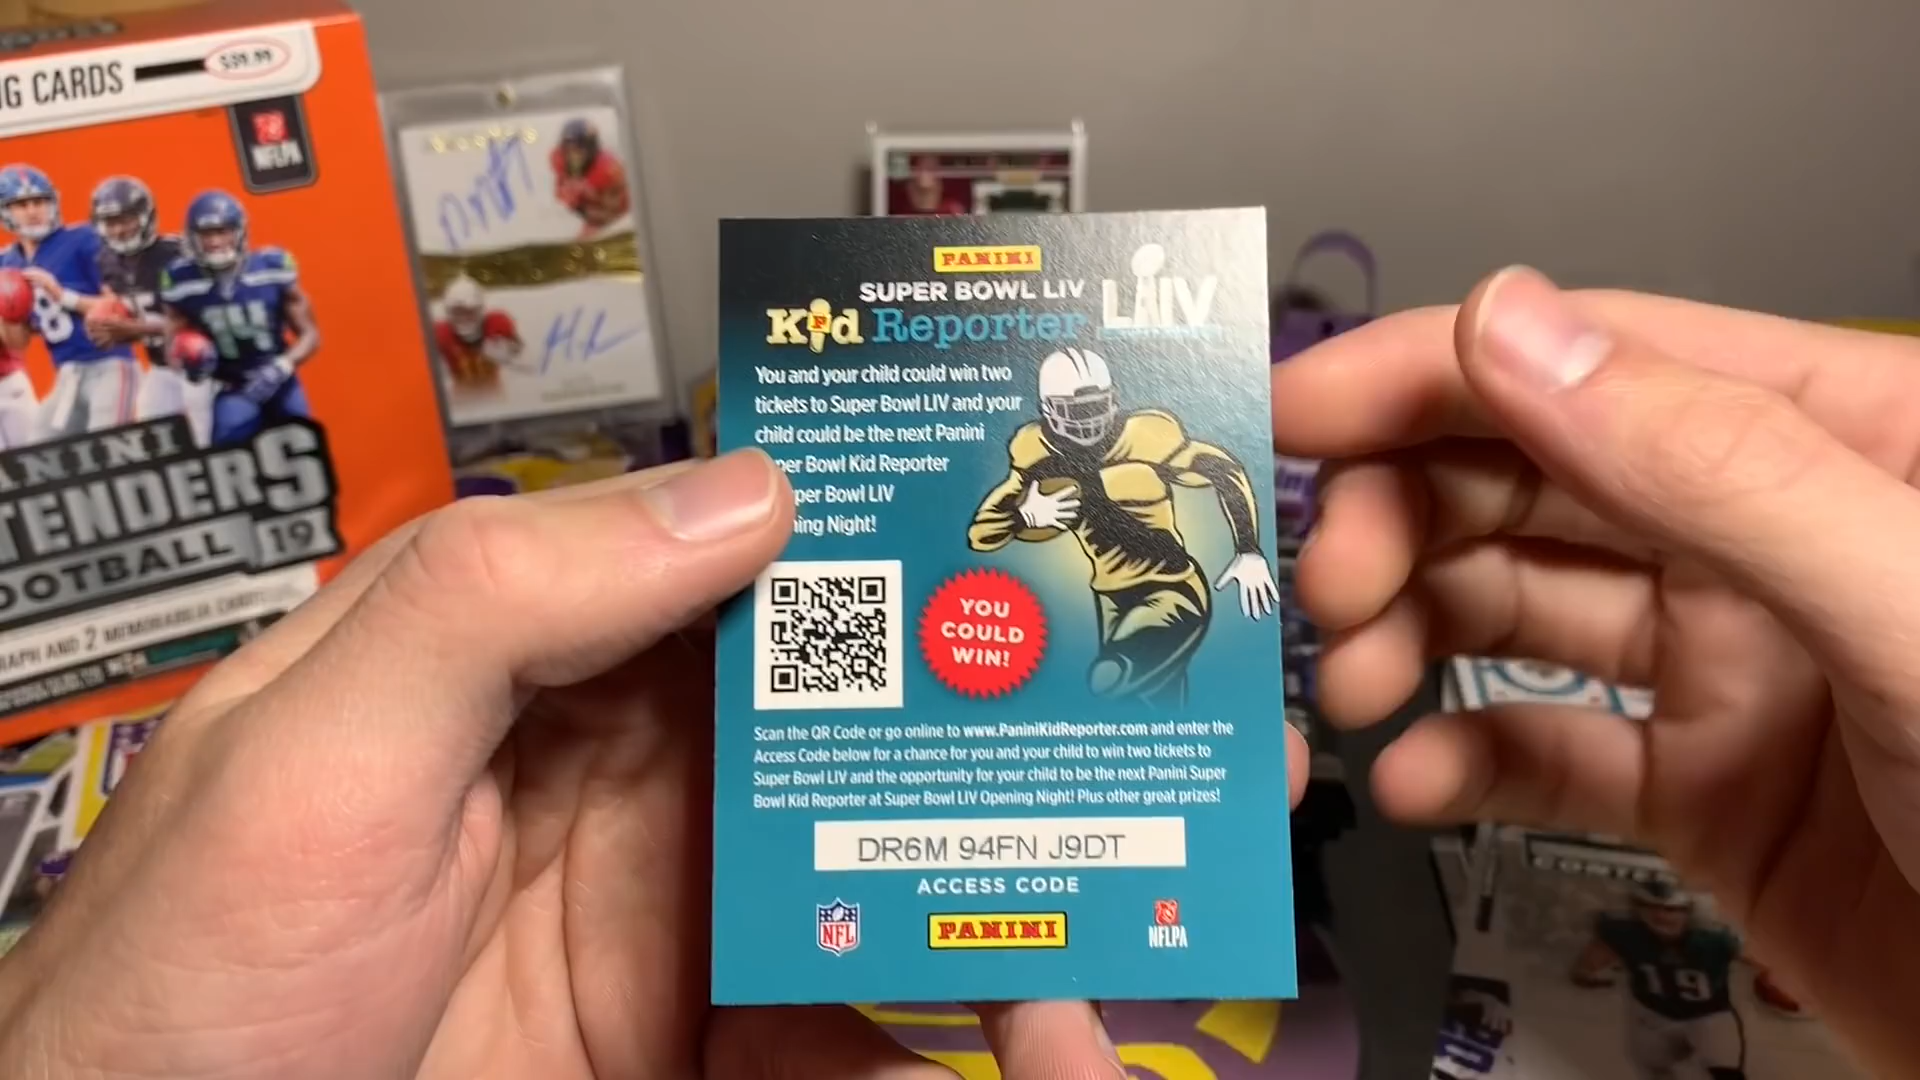 G CARDS
$39.99
NFLPA
8
14
ANINI
TENDERS
OOTBALL 19
RAPH AND 2 MEMORABILIA CARDS
PANINI
SUPER BOWL LIV
LIV
Kid Reporter
You and your child could win two
tickets to Super Bowl LIV and your
child could be the next Panini
per Bowl Kid Reporter
per Bowl LIV
ning Night!
YOU
COULD
WIN!
Scan the QR Code or go online to www.PaniniKidReporter.com and enter the
Access Code below for a chance for you and your child to win two tickets to
Super Bowl LIV and the opportunity for your child to be the next Panini Super
Bowl Kid Reporter at Super Bowl LIV Opening Night! Plus other great prizes!
DR6M 94FN J9DT
ACCESS CODE
NFL
PANINI
NFLPA
CONTE
19